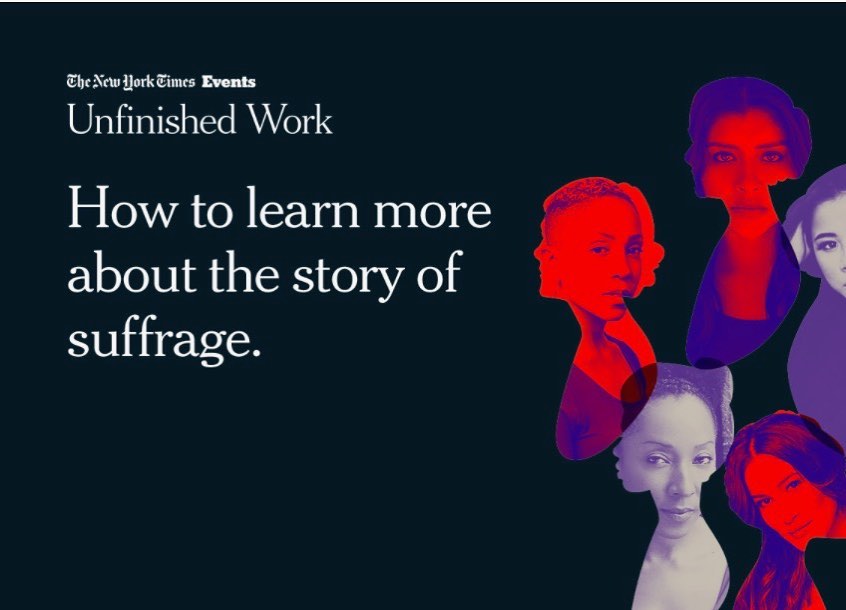 The New York Times Events
Unfinished Work
How to learn more
about the story of
suffrage.